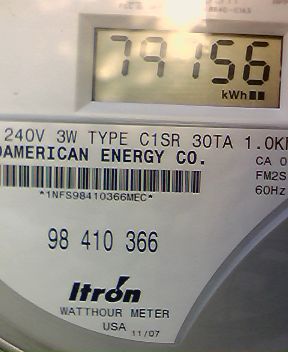 79156
kWh
240V 3W TYPE C1SR 30TA 1.0K
AMERICAN ENERGY CO.
CA 0
FM2S
60Hz
*1NFS98410366MEC*
98 410 366
Itrón
WATTHOUR METER
USA 11/07